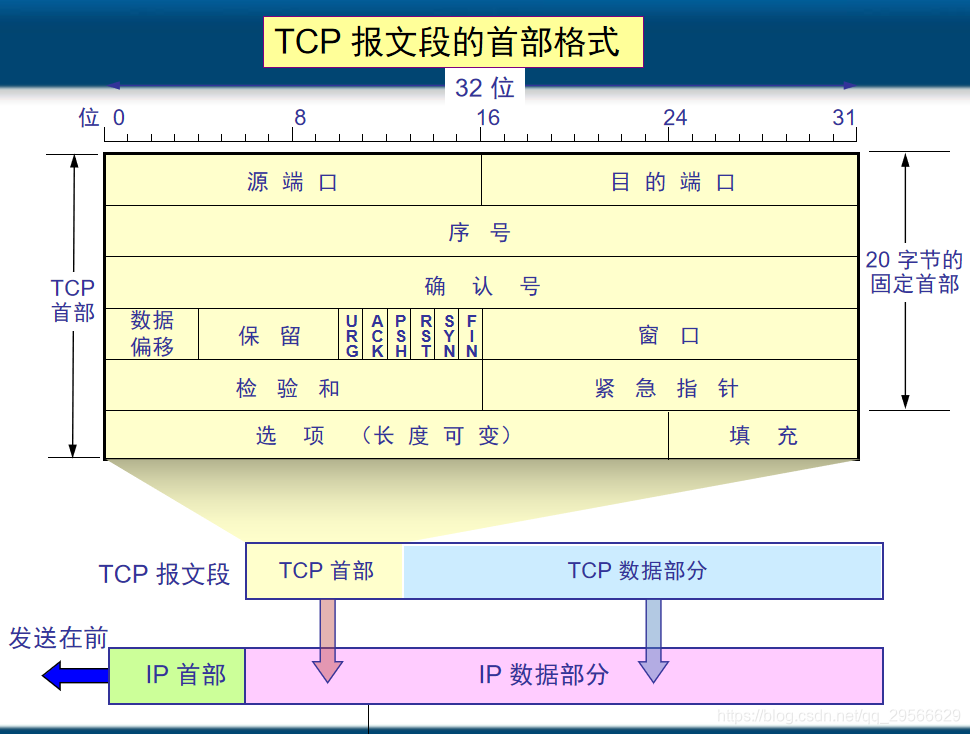 TCP 报文段的首部格式
32 位
位 0 8 16 24 31
源 端 口 目 的 端 口
序 号
确 认 号
TCP
首部
20 字节的
固定首部
数据
偏移
保 留
URG
ACK
PSH
RST
SYN
FIN
窗 口
检 验 和 紧 急 指 针
选 项 （长 度 可 变） 填 充
TCP 报文段 TCP 首部 TCP 数据部分
发送在前
IP 首部 IP 数据部分
https://blog.csdn.net/qq_29566629